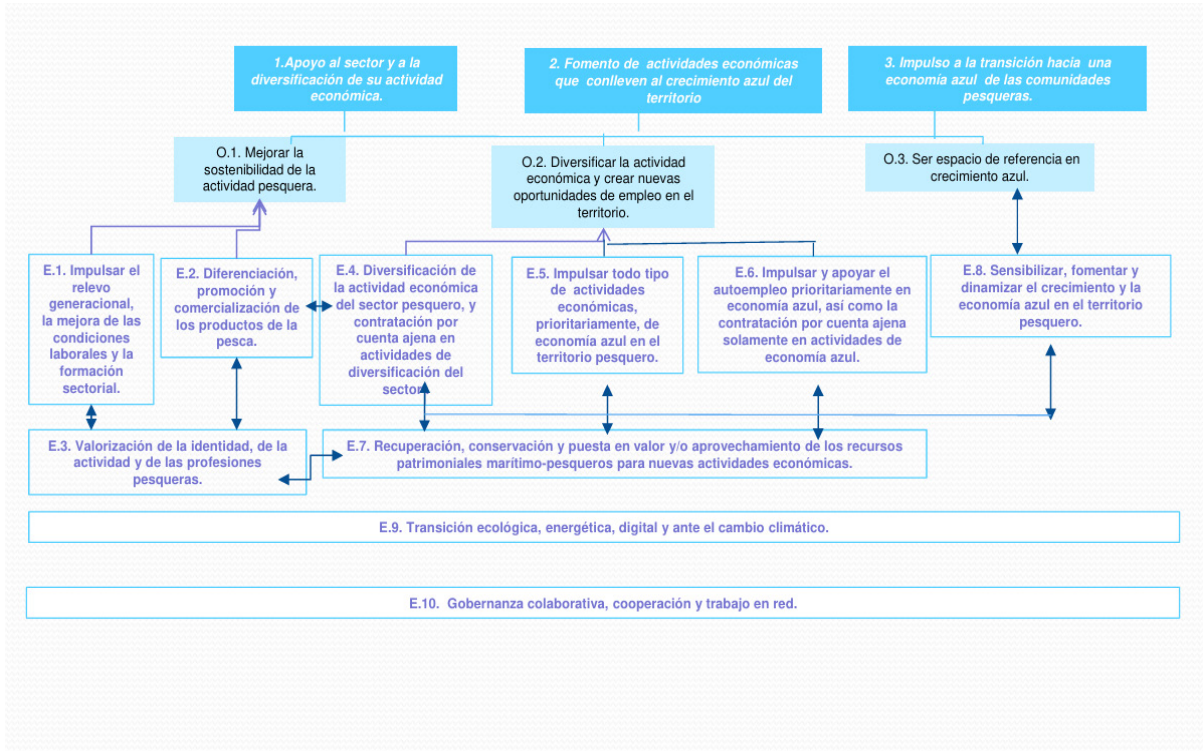 1.Apoyo al sector y a la
diversificación de su actividad
económica.
2. Fomento de actividades económicas
que conlleven al crecimiento azul del
territorio
3. Impulso a la transición hacia una
economía azul de las comunidades
pesqueras.
O.1. Mejorar la
sostenibilidad de la
actividad pesquera.
O.2. Diversificar la actividad
económica y crear nuevas
oportunidades de empleo en el
territorio.
O.3. Ser espacio de referencia en
crecimiento azul.
E.1. Impulsar el
relevo
generacional,
la mejora de las
condiciones
laborales y la
formación
sectorial.
E.2. Diferenciación,
promoción y
comercialización de
los productos de la
pesca.
E.4. Diversificación de
la actividad económica
del sector pesquero, y
contratación por
cuenta ajena en
actividades de
diversificación del
sector
E.5. Impulsar todo tipo
de actividades
económicas,
prioritariamente, de
economía azul en el
territorio pesquero.
E.6. Impulsar y apoyar el
autoempleo prioritariamente
en economía azul, así como la
contratación por cuenta ajena
solamente en actividades de
economía azul.
E.8. Sensibilizar, fomentar y
dinamizar el crecimiento y la
economía azul en el territorio
pesquero.
E.3. Valorización de la identidad, de la
actividad y de las profesiones
pesqueras.
E.7. Recuperación, conservación y puesta en valor y/o aprovechamiento de los recursos
patrimoniales marítimo-pesqueros para nuevas actividades económicas.
E.9. Transición ecológica, energética, digital y ante el cambio climático.
E.10. Gobernanza colaborativa, cooperación y trabajo en red.